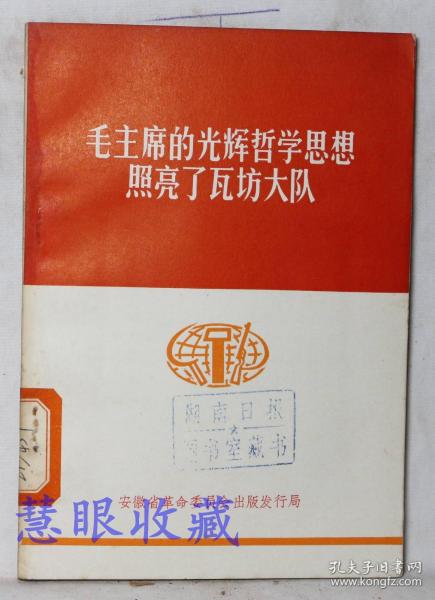 毛主席的光辉哲学思想
照亮了瓦坊大队
湖南日报
图书室藏书
安徽省革命委员会出版发行局
慧眼收藏
孔夫子旧书网
www.kongfz.com